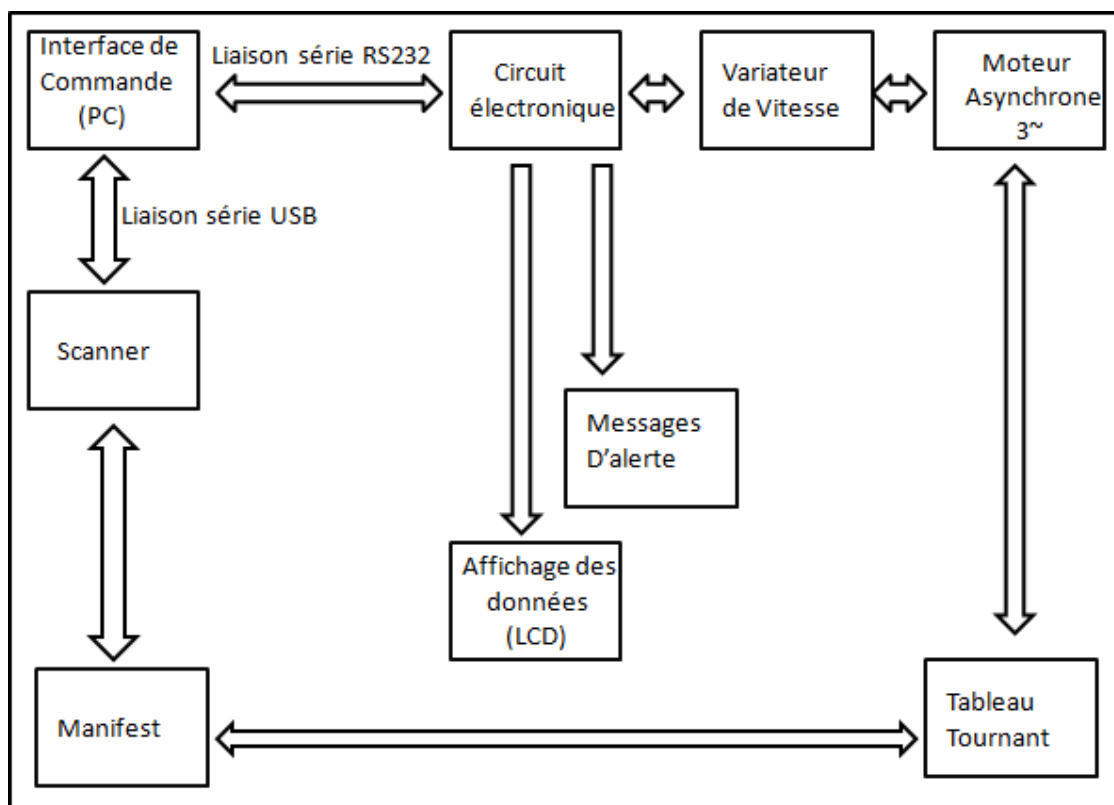 Interface de
Commande
(PC)
Liaison série RS232
Circuit
électronique
Variateur
de Vitesse
Moteur
Asynchrone
3~
Liaison série USB
Scanner
Messages
D'alerte
Affichage des
données
(LCD)
Manifest
Tableau
Tournant